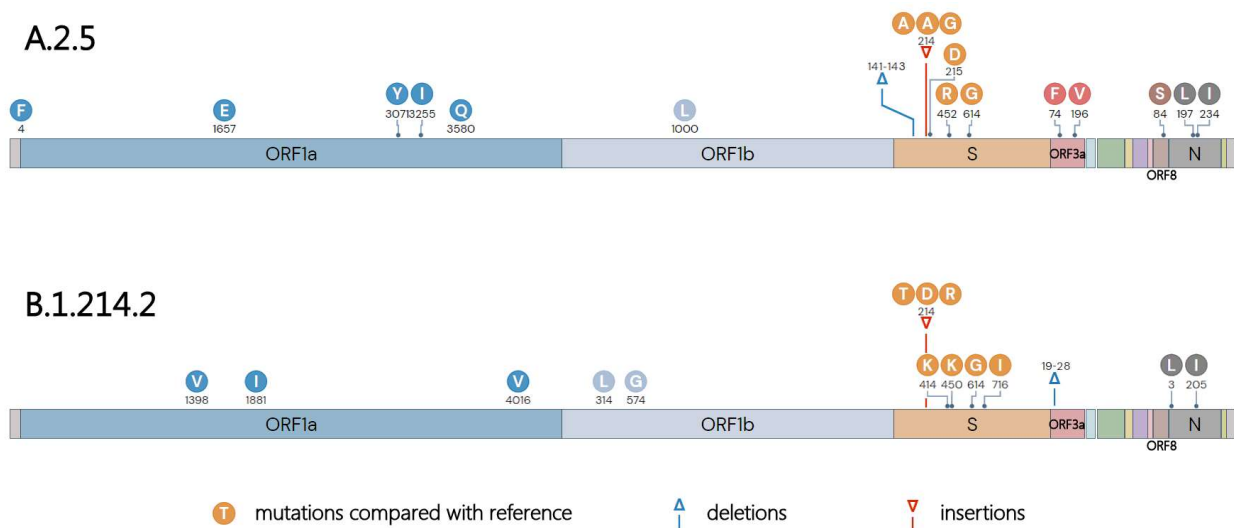 A.2.5
A A G
214
141-143
D
215
F
4
E
1657
Y I
3071 3255
Q
3580
L
1000
R G
452 614
F V
74 196
S L I
84 197 234
ORF1a
ORF1b
S
ORF3a
N
ORF8
B.1.214.2
T D R
214
V
1398
I
1881
V
4016
L G
314 574
K K G I
414 450 614 716
19-28
L I
3 205
ORF1a
ORF1b
S
ORF3a
N
ORF8
T mutations compared with reference
deletions
insertions